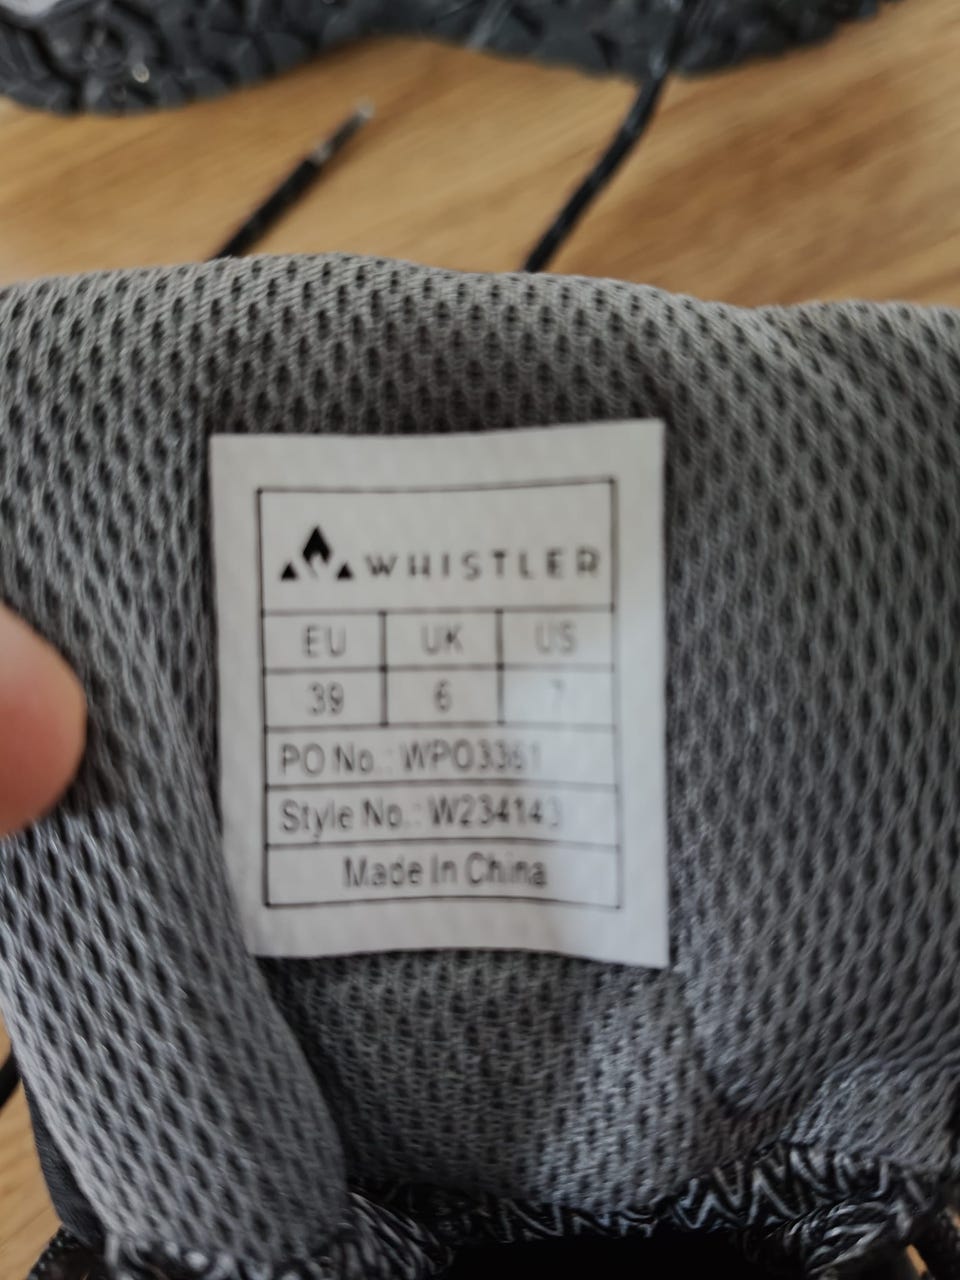 WHISTLER
EU UK US
39 6 7
PO No.: WPO3361
Style No.: W234143
Made In China